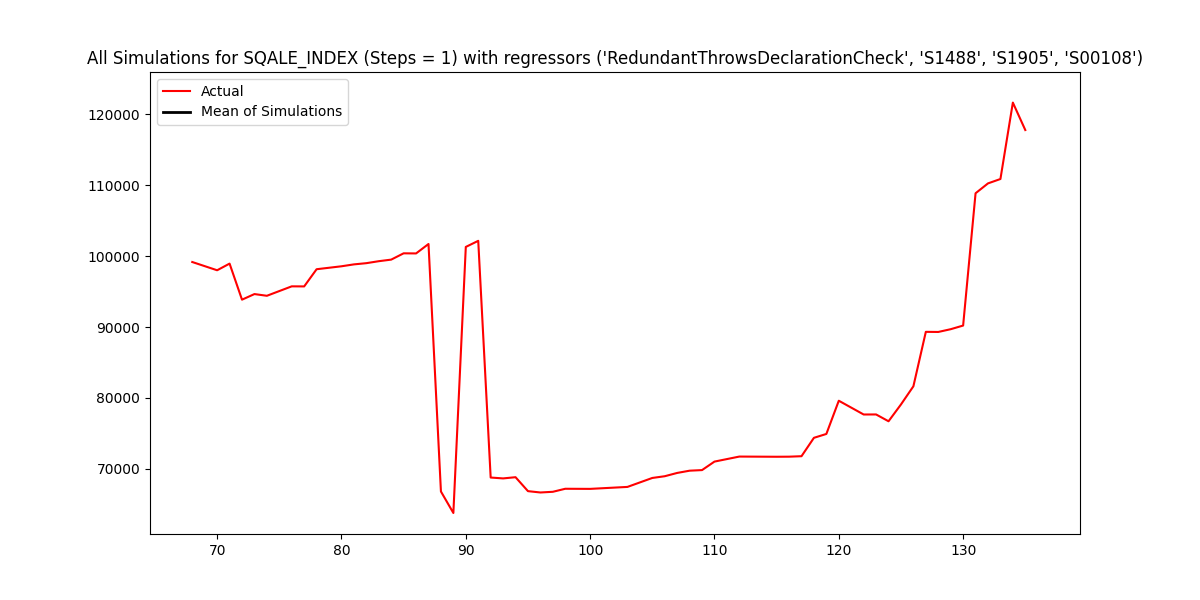 All Simulations for SQALE_INDEX (Steps = 1) with regressors ('RedundantThrowsDeclarationCheck', 'S1488', 'S1905', 'S00108')
Actual
Mean of Simulations
120000
110000
100000
90000
80000
70000
70 80 90 100 110 120 130